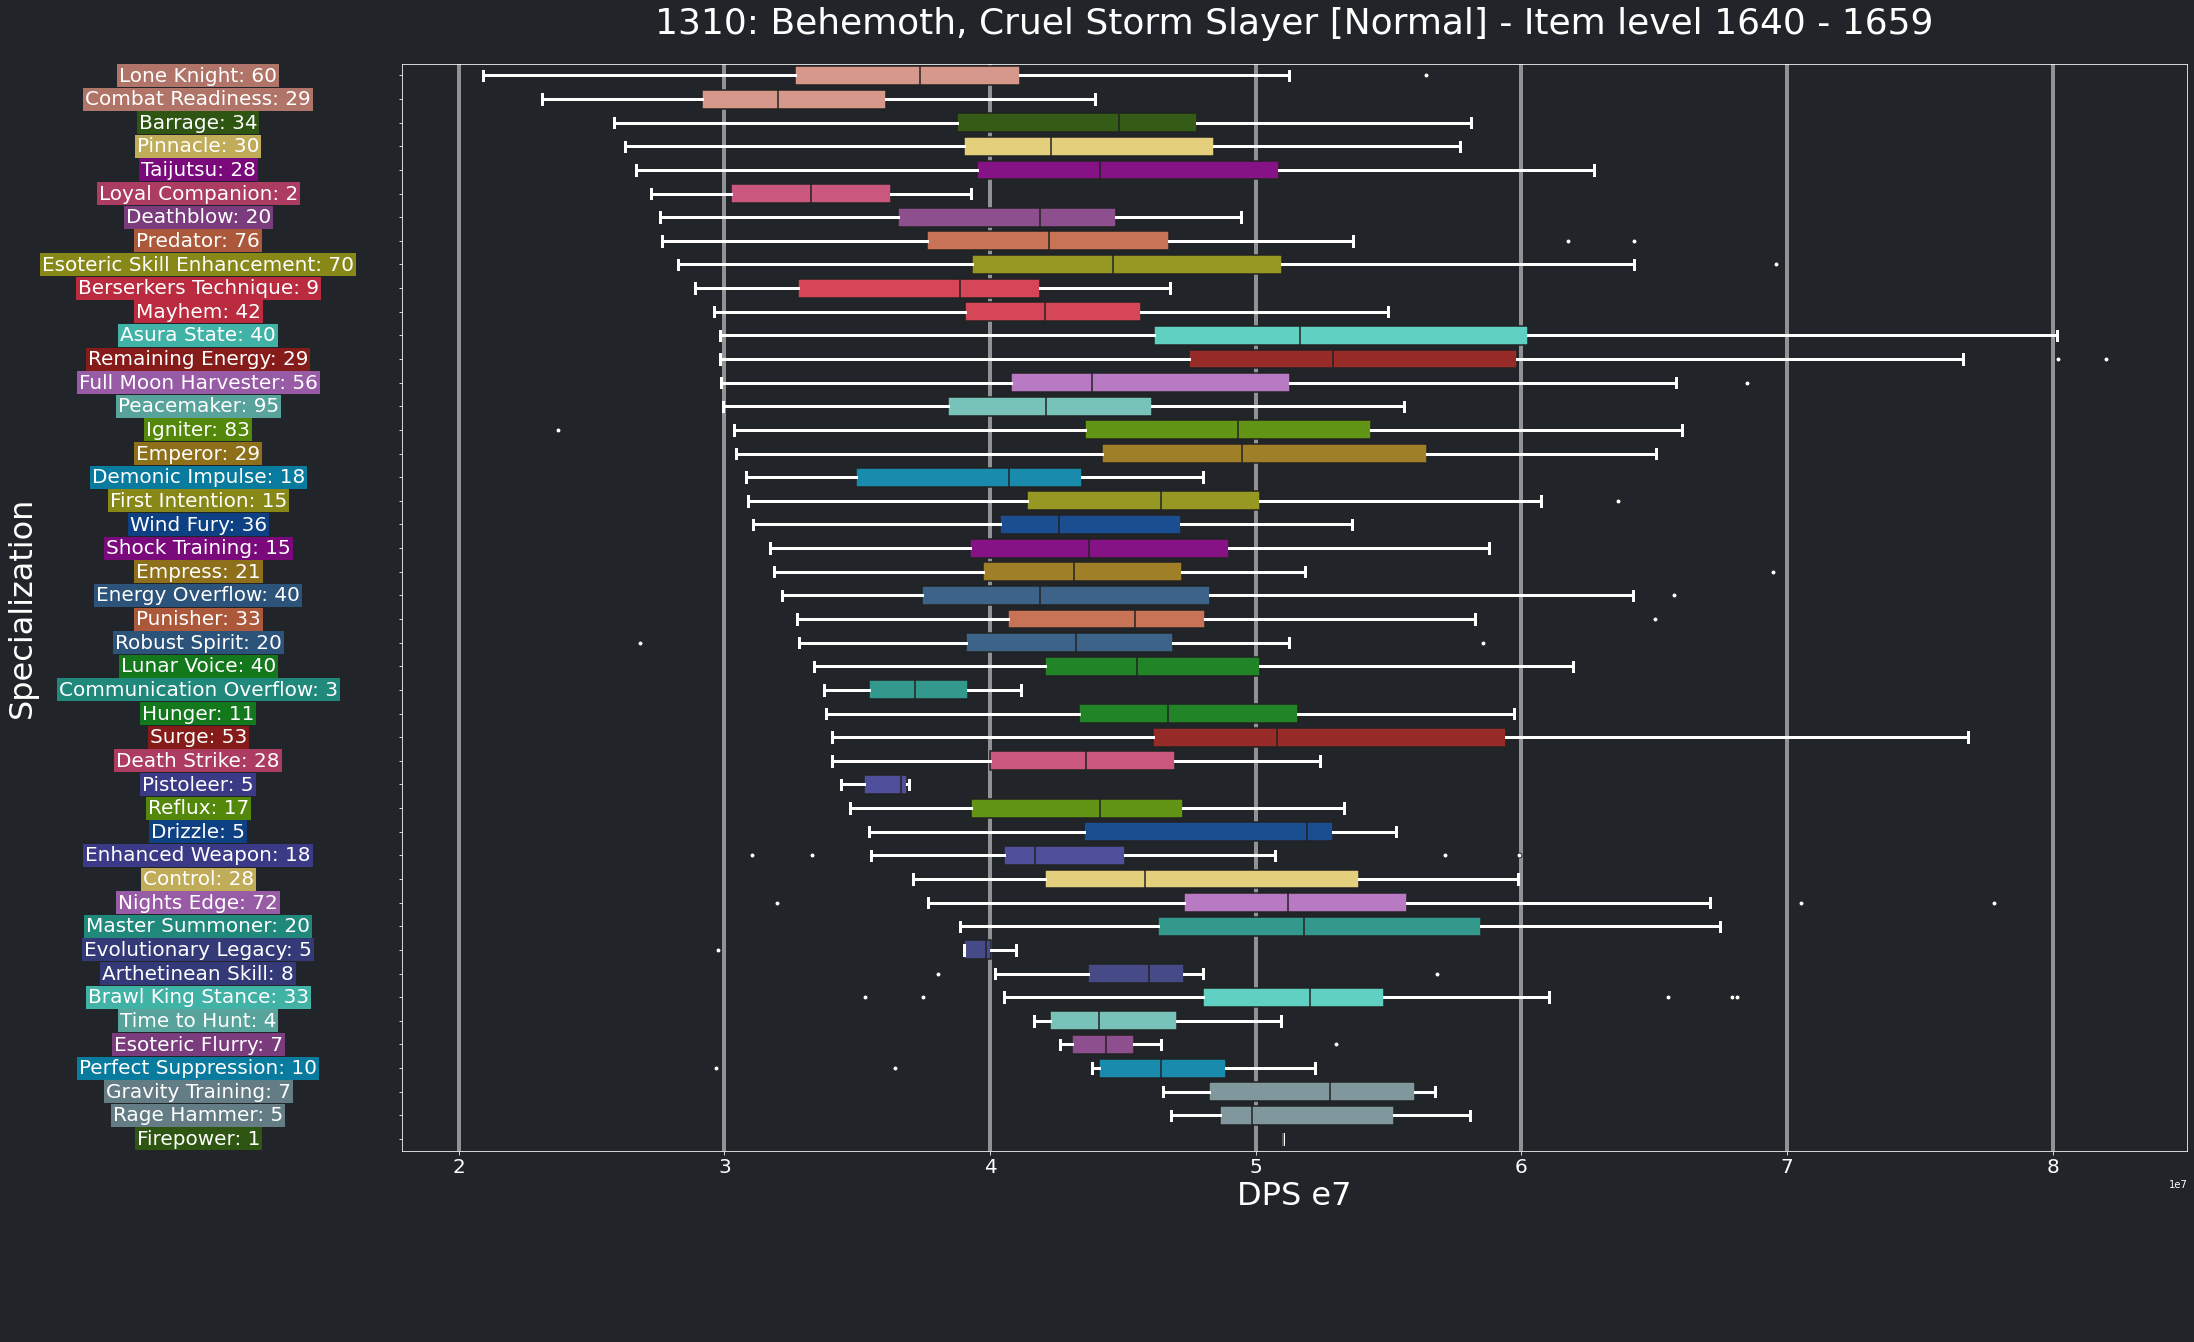 1310: Behemoth, Cruel Storm Slayer [Normal] - Item level 1640 - 1659
Specialization
Lone Knight: 60
Combat Readiness: 29
Barrage: 34
Pinnacle: 30
Taijutsu: 28
Loyal Companion: 2
Deathblow: 20
Predator: 76
Esoteric Skill Enhancement: 70
Berserkers Technique: 9
Mayhem: 42
Asura State: 40
Remaining Energy: 29
Full Moon Harvester: 56
Peacemaker: 95
Igniter: 83
Emperor: 29
Demonic Impulse: 18
First Intention: 15
Wind Fury: 36
Shock Training: 15
Empress: 21
Energy Overflow: 40
Punisher: 33
Robust Spirit: 20
Lunar Voice: 40
Communication Overflow: 3
Hunger: 11
Surge: 53
Death Strike: 28
Pistoleer: 5
Reflux: 17
Drizzle: 5
Enhanced Weapon: 18
Control: 28
Nights Edge: 72
Master Summoner: 20
Evolutionary Legacy: 5
Arthetinean Skill: 8
Brawl King Stance: 33
Time to Hunt: 4
Esoteric Flurry: 7
Perfect Suppression: 10
Gravity Training: 7
Rage Hammer: 5
Firepower: 1
2 3 4 5 6 7 8
1e7
DPS e7